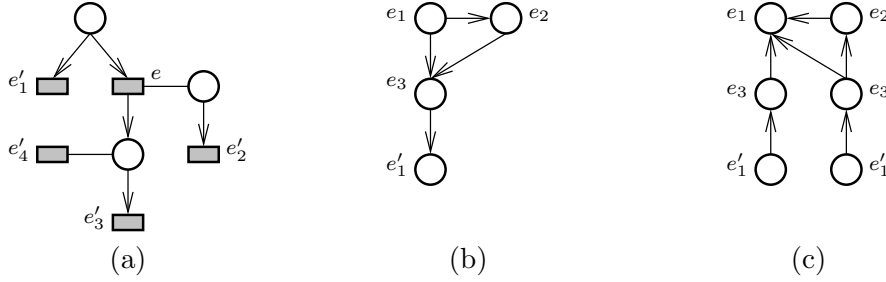 e₁ e₂ e₁ e₂
e′₁ e
e₃ e₃ e₃
e′₄ e′₂
e′₁ e′₁ e′₁
e′₃
(a) (b) (c)